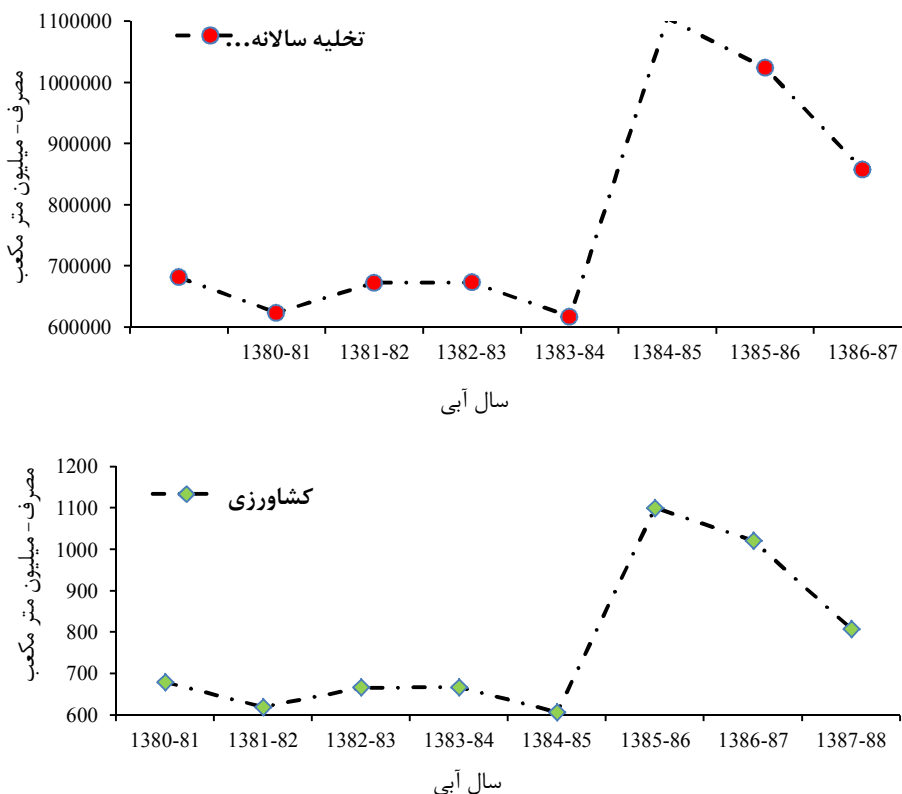 1100000
تخلیه سالانه...
1000000
900000
800000
700000
600000
مصرف- میلیون متر مکعب
1380-81 1381-82 1382-83 1383-84 1384-85 1385-86 1386-87
سال آبی
1200
کشاورزی
1100
1000
900
800
700
600
مصرف- میلیون متر مکعب
1380-81 1381-82 1382-83 1383-84 1384-85 1385-86 1386-87 1387-88
سال آبی